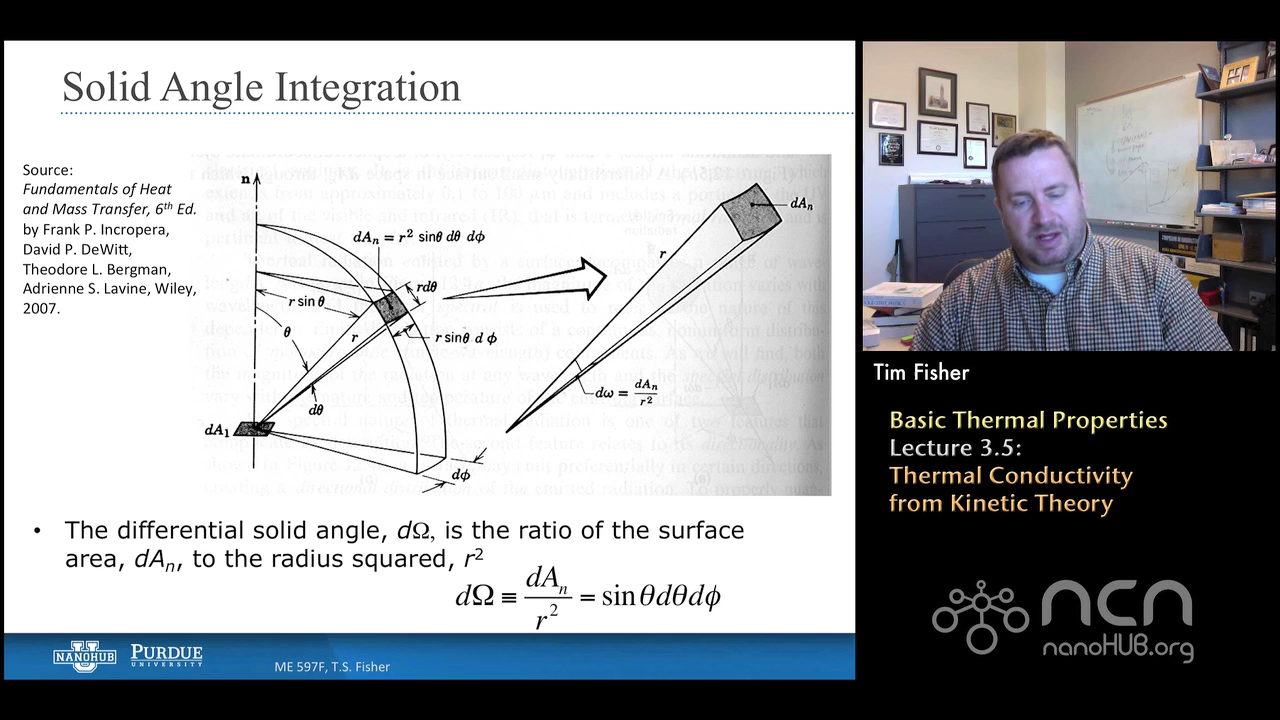 Solid Angle Integration
Source:
Fundamentals of Heat
and Mass Transfer, 6th Ed.
by Frank P. Incropera,
David P. DeWitt,
Theodore L. Bergman,
Adrienne S. Lavine, Wiley,
2007.
n
dAₙ = r² sinθ dθ dϕ
rdθ
r sin θ
θ
r
r sinθ d ϕ
dθ
dA₁
dϕ
r
dAₙ
dω = dAₙ/r²
• The differential solid angle, dΩ, is the ratio of the surface
area, dAₙ, to the radius squared, r²
dΩ ≡ dAₙ/r² = sinθdθdϕ
NANOHUB
U
PURDUE
UNIVERSITY
ME 597F, T.S. Fisher
Tim Fisher
Basic Thermal Properties
Lecture 3.5:
Thermal Conductivity
from Kinetic Theory
ncn
nanoHUB.org